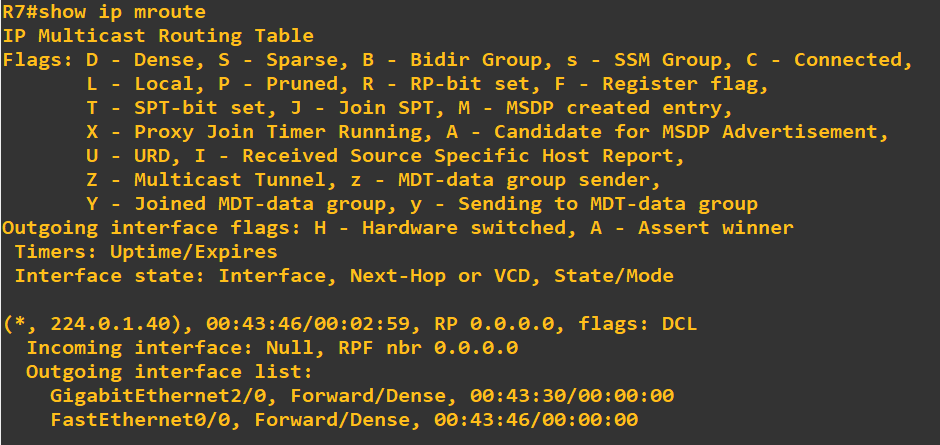 R7#show ip mroute
IP Multicast Routing Table
Flags: D - Dense, S - Sparse, B - Bidir Group, s - SSM Group, C - Connected,
       L - Local, P - Pruned, R - RP-bit set, F - Register flag,
       T - SPT-bit set, J - Join SPT, M - MSDP created entry,
       X - Proxy Join Timer Running, A - Candidate for MSDP Advertisement,
       U - URD, I - Received Source Specific Host Report,
       Z - Multicast Tunnel, z - MDT-data group sender,
       Y - Joined MDT-data group, y - Sending to MDT-data group
Outgoing interface flags: H - Hardware switched, A - Assert winner
 Timers: Uptime/Expires
 Interface state: Interface, Next-Hop or VCD, State/Mode

(*, 224.0.1.40), 00:43:46/00:02:59, RP 0.0.0.0, flags: DCL
  Incoming interface: Null, RPF nbr 0.0.0.0
  Outgoing interface list:
    GigabitEthernet2/0, Forward/Dense, 00:43:30/00:00:00
    FastEthernet0/0, Forward/Dense, 00:43:46/00:00:00